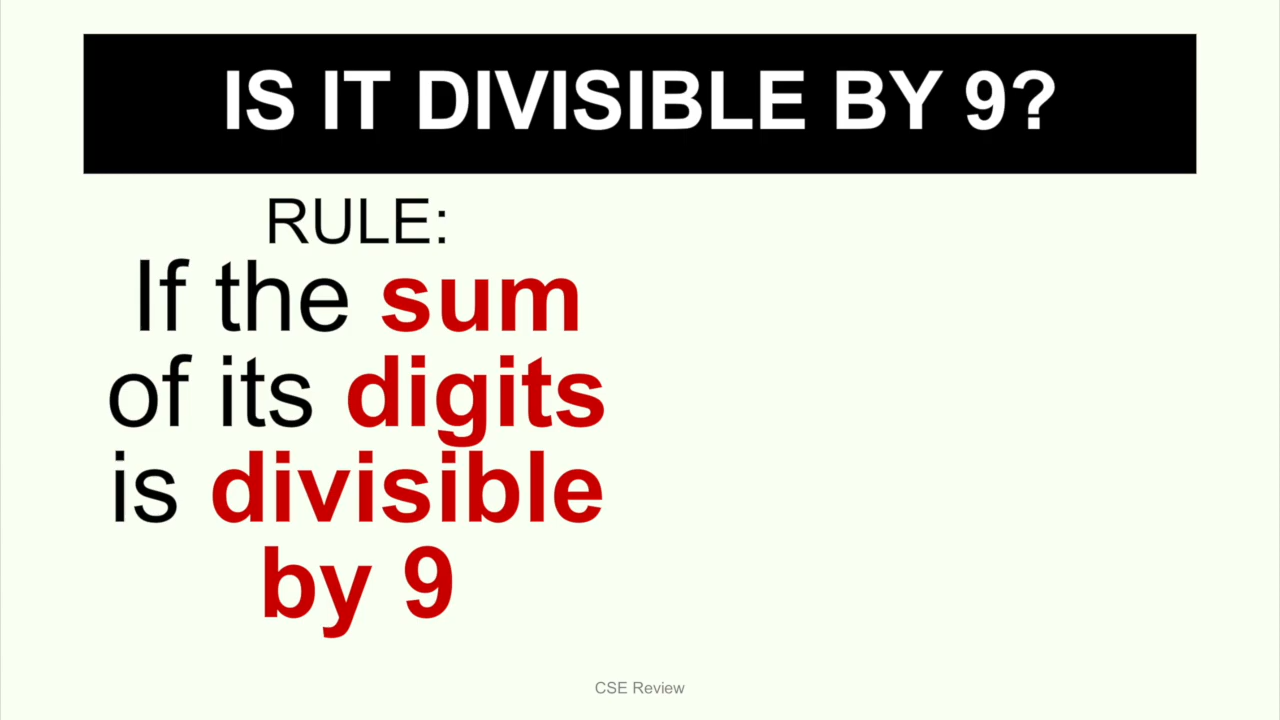 IS IT DIVISIBLE BY 9?
RULE:
If the sum
of its digits
is divisible
by 9
CSE Review